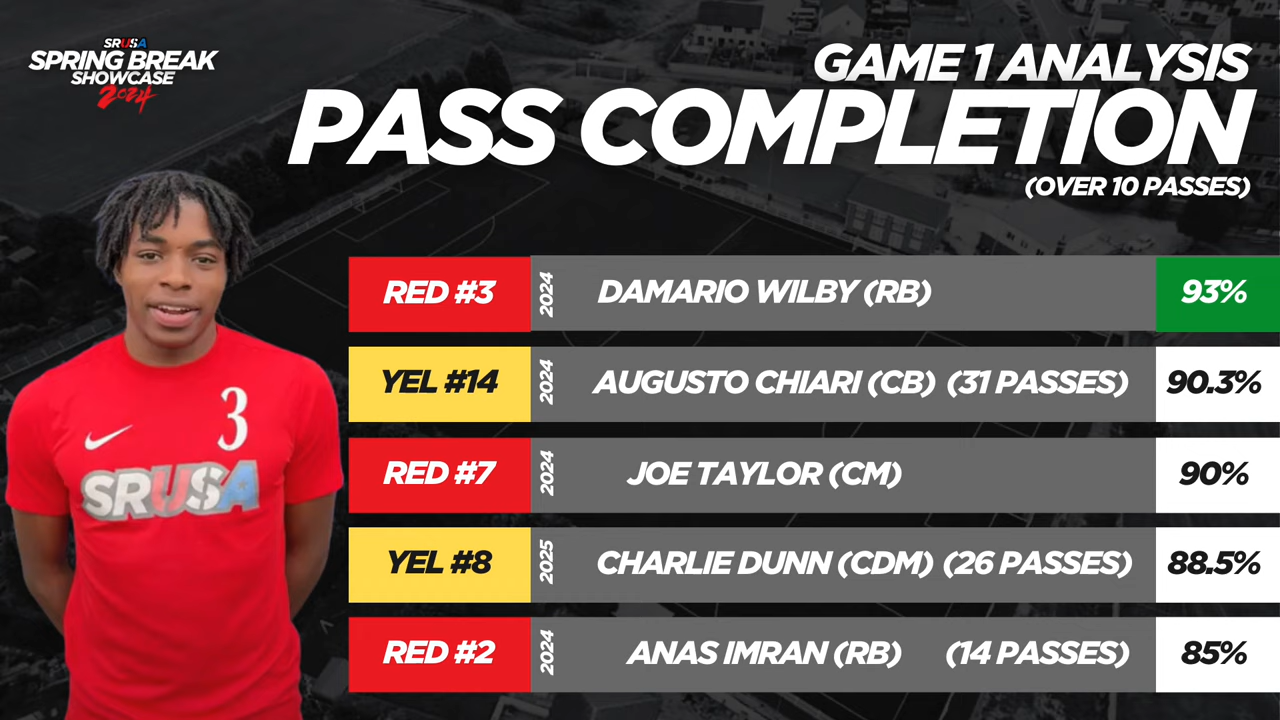 SRUSA
SPRING BREAK
SHOWCASE
2024
GAME 1 ANALYSIS
PASS COMPLETION
(OVER 10 PASSES)
RED #3 2024 DAMARIO WILBY (RB) 93%
YEL #14 2024 AUGUSTO CHIARI (CB) (31 PASSES) 90.3%
RED #7 2024 JOE TAYLOR (CM) 90%
YEL #8 2025 CHARLIE DUNN (CDM) (26 PASSES) 88.5%
RED #2 2024 ANAS IMRAN (RB) (14 PASSES) 85%
3
SRUSA